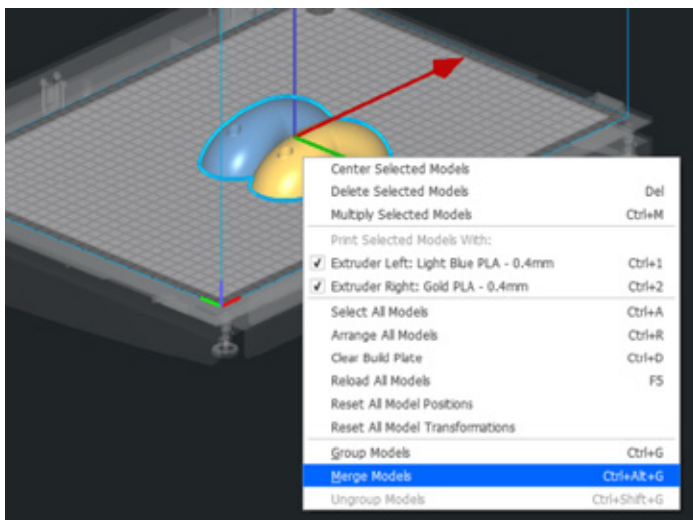 Center Selected Models
Delete Selected Models Del
Multiply Selected Models Ctrl+M
Print Selected Models With:
Extruder Left: Light Blue PLA - 0.4mm Ctrl+1
Extruder Right: Gold PLA - 0.4mm Ctrl+2
Select All Models Ctrl+A
Arrange All Models Ctrl+R
Clear Build Plate Ctrl+D
Reload All Models F5
Reset All Model Positions
Reset All Model Transformations
Group Models Ctrl+G
Merge Models Ctrl+Alt+G
Ungroup Models Ctrl+Shift+G